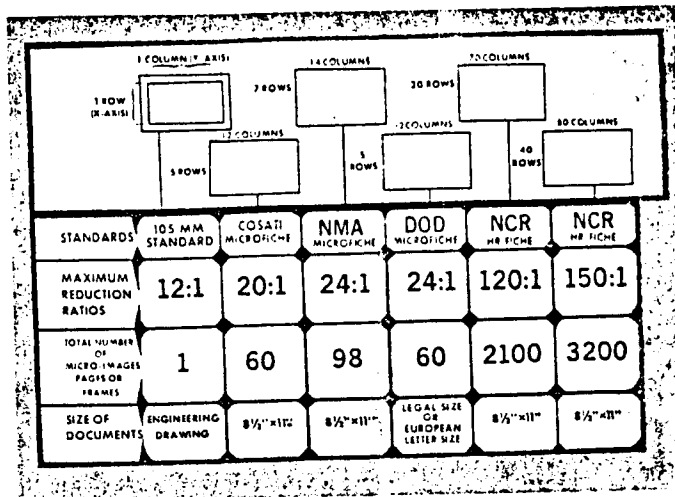 1 COLUMN (Y AXIS)
14 COLUMNS
70 COLUMNS
1 ROW
(X-AXIS)
7 ROWS
30 ROWS
12 COLUMNS
12 COLUMNS
80 COLUMNS
5 ROWS
5
ROWS
40
ROWS
STANDARDS
105 MM
STANDARD
COSATI
MICROFICHE
NMA
MICROFICHE
DOD
MICROFICHE
NCR
HR FICHE
NCR
HR FICHE
MAXIMUM
REDUCTION
RATIOS
12:1
20:1
24:1
24:1
120:1
150:1
TOTAL NUMBER
OF
MICRO-IMAGES
PAGES OR
FRAMES
1
60
98
60
2100
3200
SIZE OF
DOCUMENTS
ENGINEERING
DRAWING
8½"×11"
8½"×11"
LEGAL SIZE
OR
EUROPEAN
LETTER SIZE
8½"×11"
8½"×11"